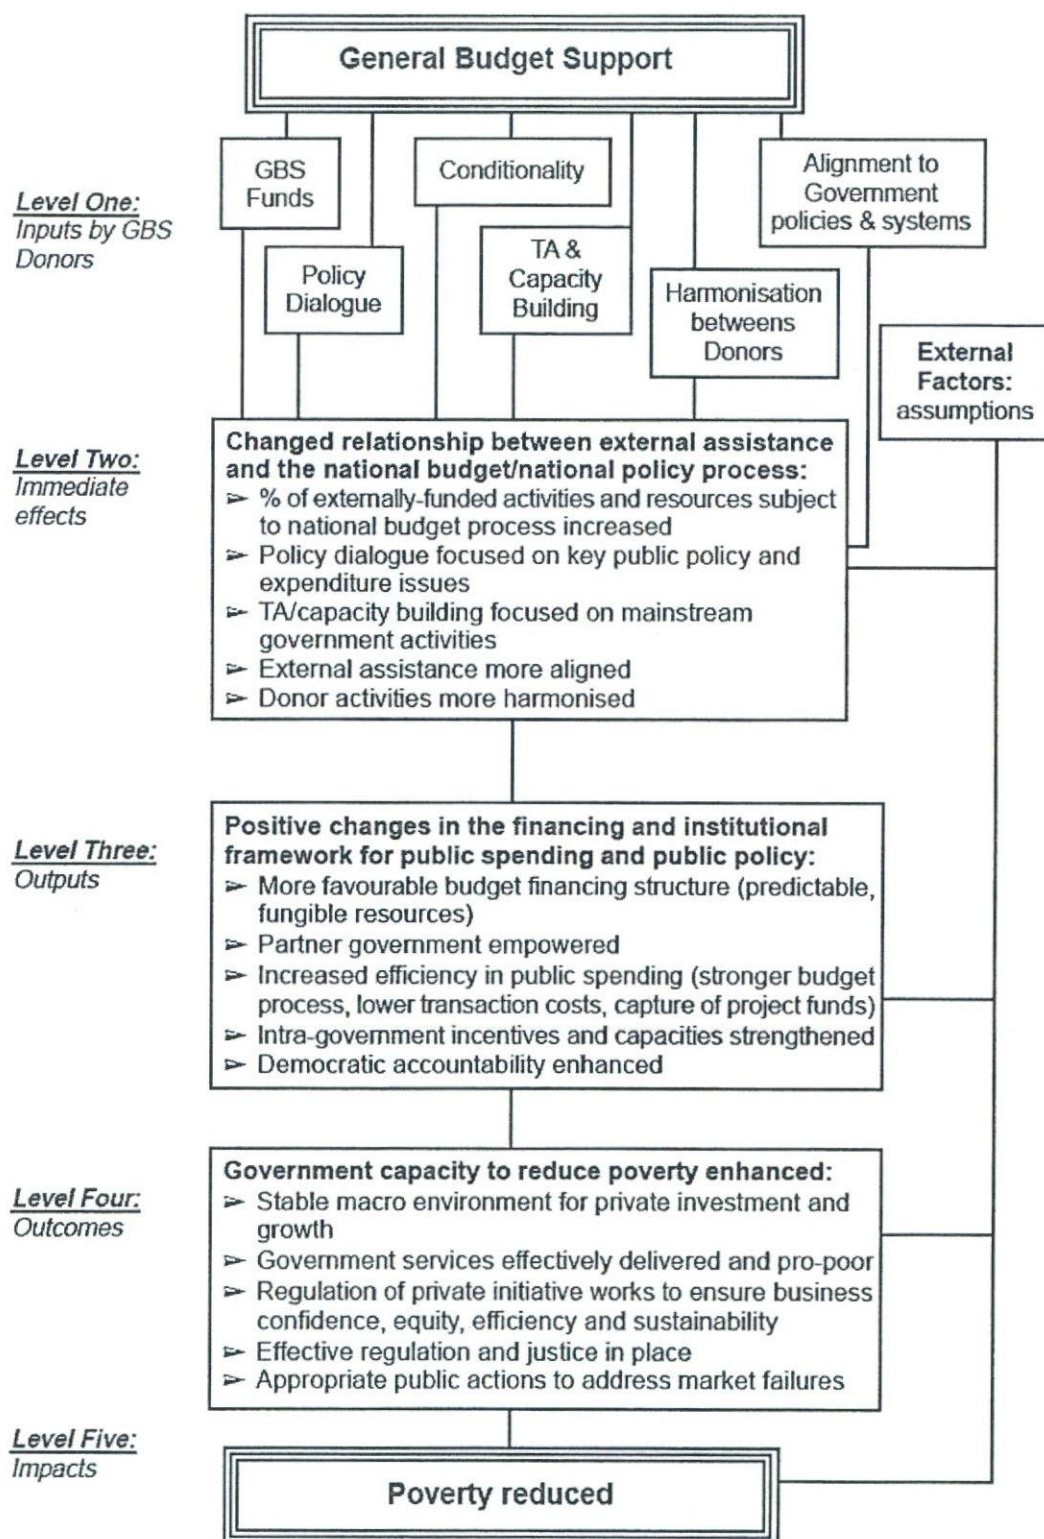 General Budget Support
Level One:
Inputs by GBS
Donors
GBS
Funds
Policy
Dialogue
Conditionality
TA &
Capacity
Building
Harmonisation
betweens
Donors
Alignment to
Government
policies & systems
External
Factors:
assumptions
Level Two:
Immediate
effects
Changed relationship between external assistance
and the national budget/national policy process:
➢ % of externally-funded activities and resources subject
to national budget process increased
➢ Policy dialogue focused on key public policy and
expenditure issues
➢ TA/capacity building focused on mainstream
government activities
➢ External assistance more aligned
➢ Donor activities more harmonised
Level Three:
Outputs
Positive changes in the financing and institutional
framework for public spending and public policy:
➢ More favourable budget financing structure (predictable,
fungible resources)
➢ Partner government empowered
➢ Increased efficiency in public spending (stronger budget
process, lower transaction costs, capture of project funds)
➢ Intra-government incentives and capacities strengthened
➢ Democratic accountability enhanced
Level Four:
Outcomes
Government capacity to reduce poverty enhanced:
➢ Stable macro environment for private investment and
growth
➢ Government services effectively delivered and pro-poor
➢ Regulation of private initiative works to ensure business
confidence, equity, efficiency and sustainability
➢ Effective regulation and justice in place
➢ Appropriate public actions to address market failures
Level Five:
Impacts
Poverty reduced